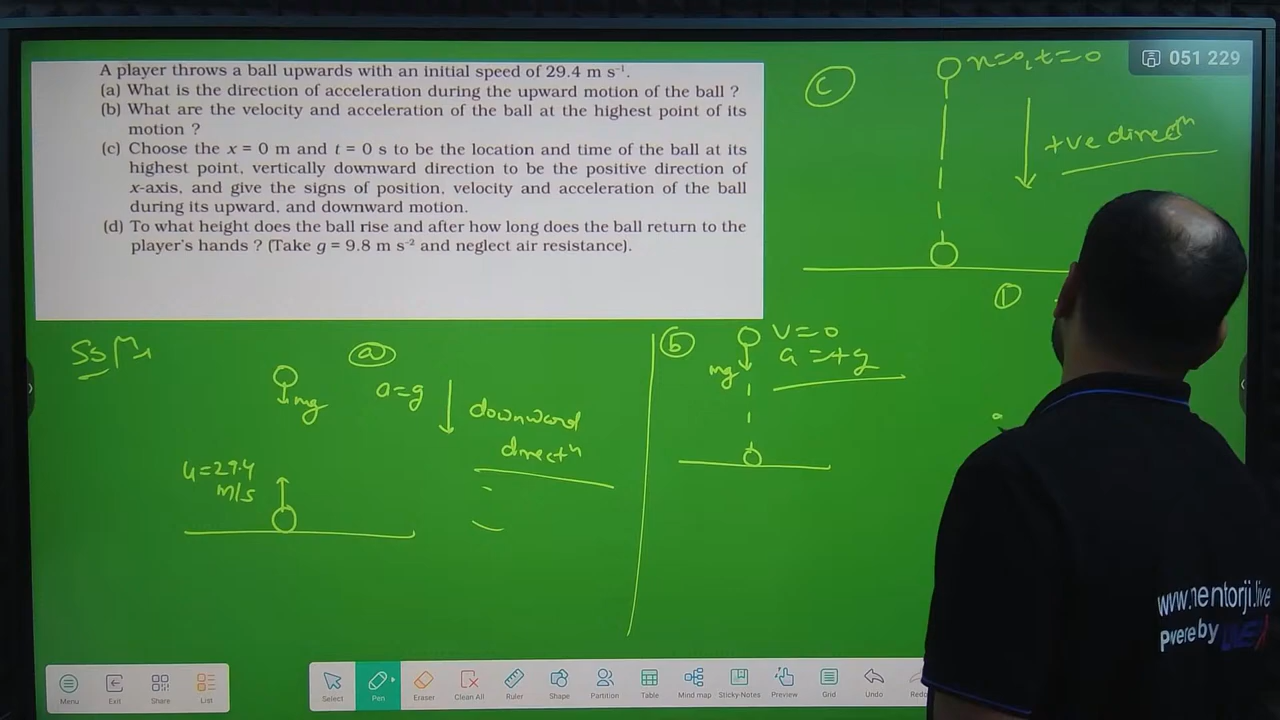 A player throws a ball upwards with an initial speed of 29.4 m s⁻¹.
(a) What is the direction of acceleration during the upward motion of the ball ?
(b) What are the velocity and acceleration of the ball at the highest point of its
motion ?
(c) Choose the x = 0 m and t = 0 s to be the location and time of the ball at its
highest point, vertically downward direction to be the positive direction of
x-axis, and give the signs of position, velocity and acceleration of the ball
during its upward, and downward motion.
(d) To what height does the ball rise and after how long does the ball return to the
player's hands ? (Take g = 9.8 m s⁻² and neglect air resistance).
051 229
c
x=0, t=0
+ve direcⁿ
①
a
mg
a=g
downward
directⁿ
u=29.4
m/s
b
v=0
a=+g
mg
www.nentorji.live
Pvere by LIVE
Menu
Exit
Share
List
Select
Pen
Eraser
Clean All
Ruler
Shape
Partition
Table
Mind map
Sticky-Notes
Preview
Grid
Undo
Redo